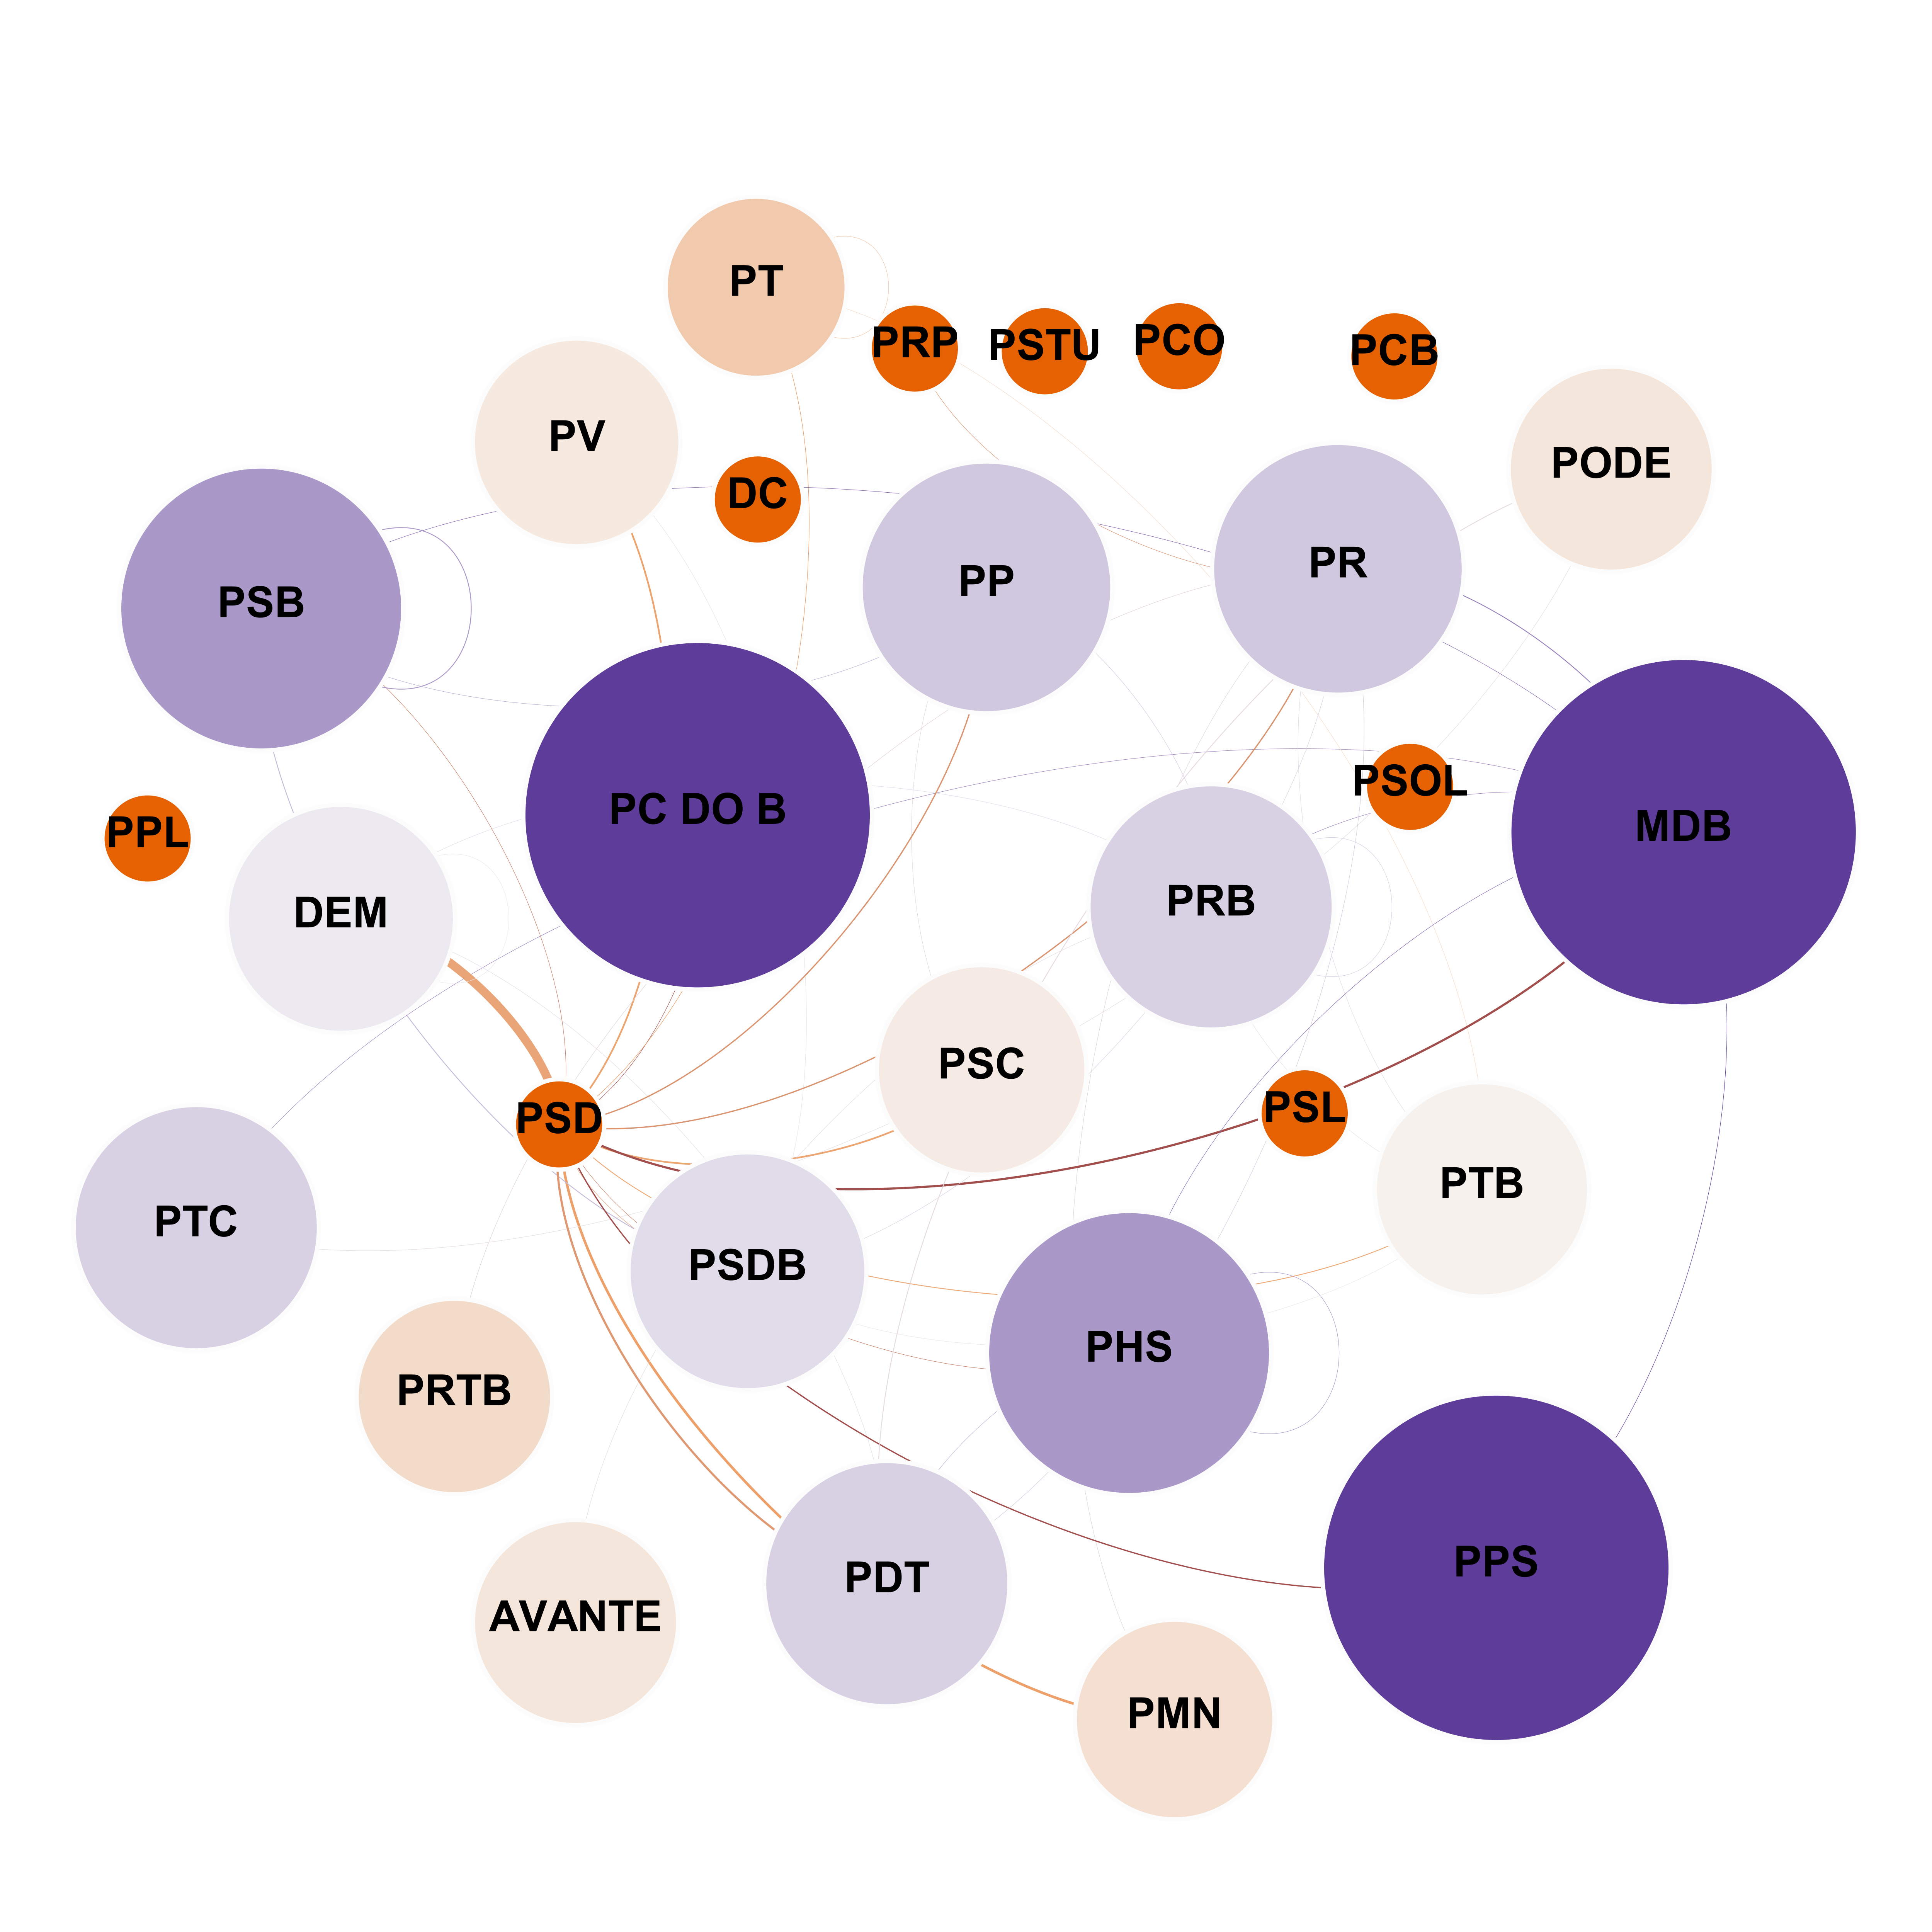 PT
PRP
PSTU
PCO
PCB
PV
PODE
DC
PR
PP
PSB
PSOL
PC DO B
MDB
PPL
PRB
DEM
PSC
PSL
PSD
PTB
PTC
PSDB
PHS
PRTB
PPS
PDT
AVANTE
PMN